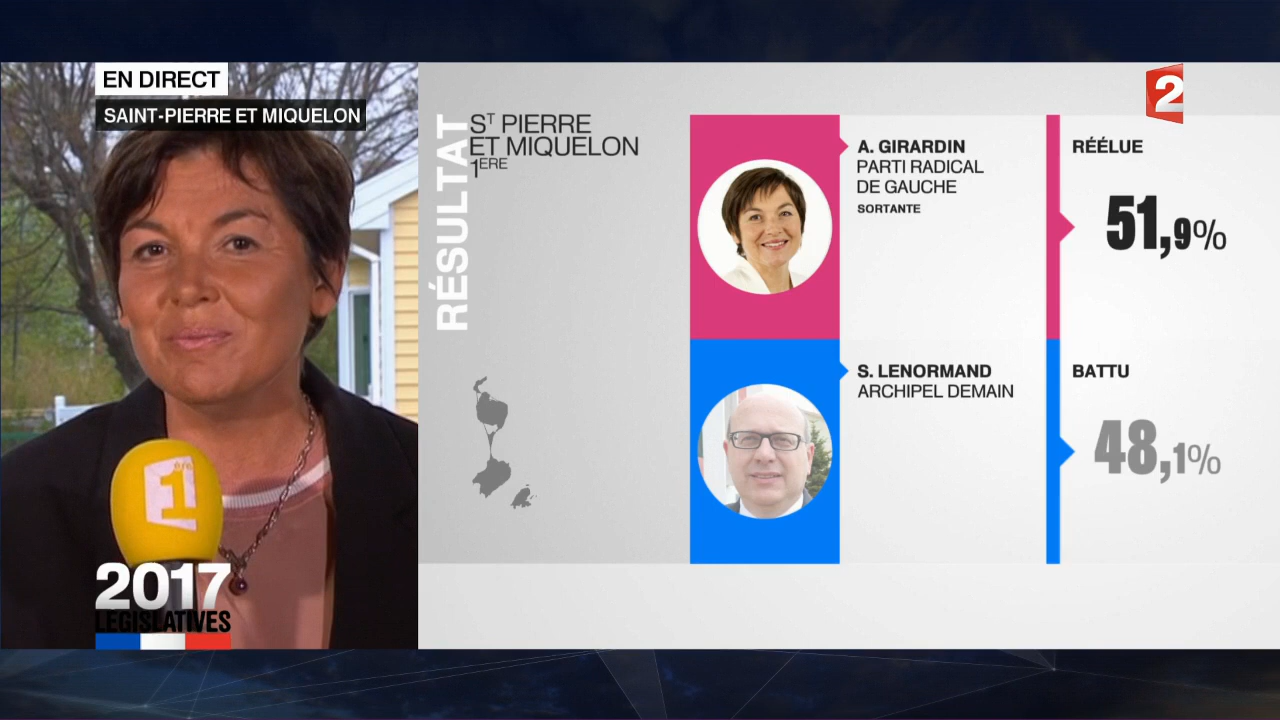 EN DIRECT
SAINT-PIERRE ET MIQUELON
1ère
2017
LÉGISLATIVES
RÉSULTAT
ST PIERRE
ET MIQUELON
1ERE
A. GIRARDIN
PARTI RADICAL
DE GAUCHE
SORTANTE
RÉÉLUE
51,9%
S. LENORMAND
ARCHIPEL DEMAIN
BATTU
48,1%
2